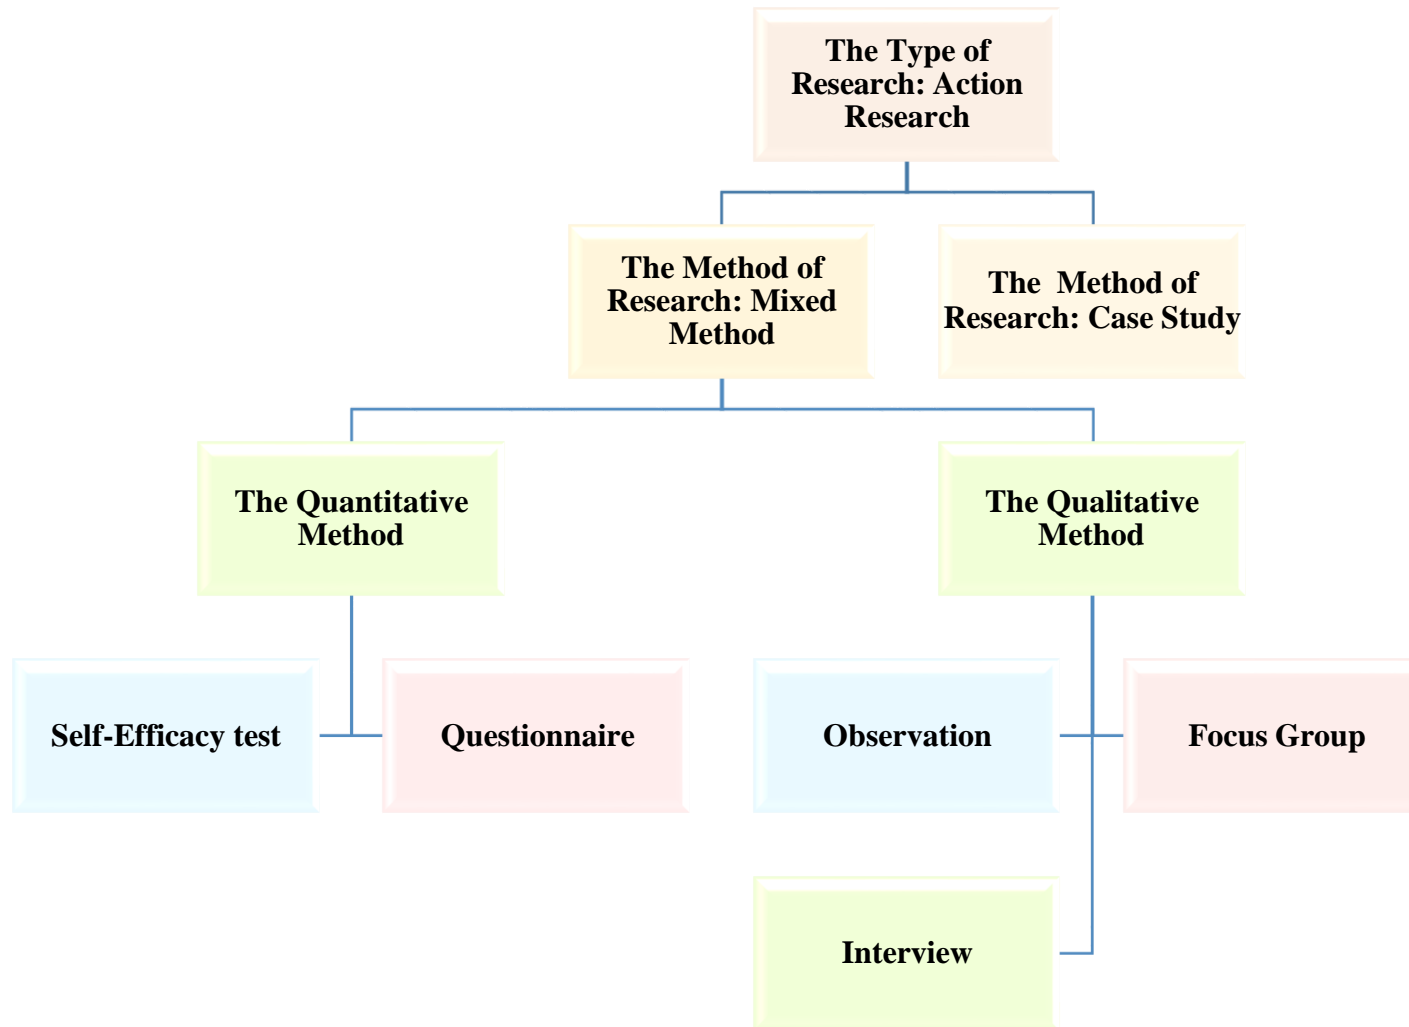 The Type of
Research: Action
Research
The Method of
Research: Mixed
Method
The  Method of
Research: Case Study
The Quantitative
Method
The Qualitative
Method
Self-Efficacy test
Questionnaire
Observation
Focus Group
Interview